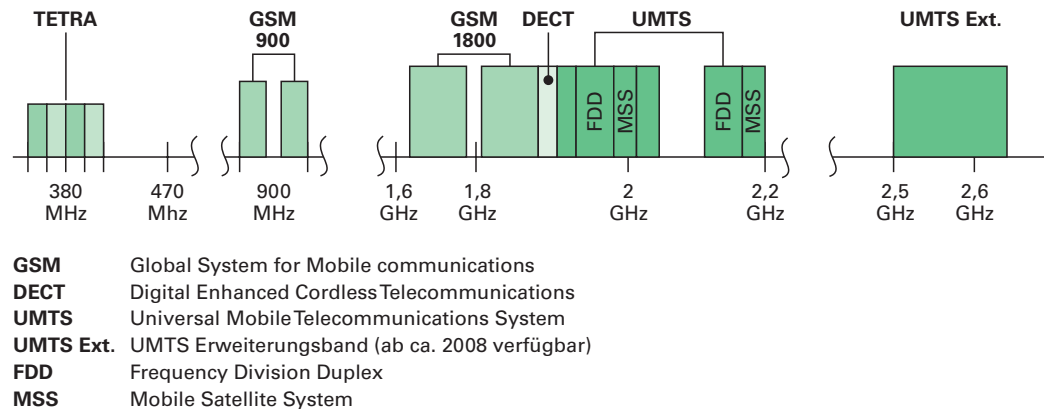 TETRA
GSM
900
GSM
1800
DECT
UMTS
UMTS Ext.
FDD
MSS
FDD
MSS
380
MHz
470
Mhz
900
MHz
1,6
GHz
1,8
GHz
2
GHz
2,2
GHz
2,5
GHz
2,6
GHz
GSM Global System for Mobile communications
DECT Digital Enhanced Cordless Telecommunications
UMTS Universal Mobile Telecommunications System
UMTS Ext. UMTS Erweiterungsband (ab ca. 2008 verfügbar)
FDD Frequency Division Duplex
MSS Mobile Satellite System